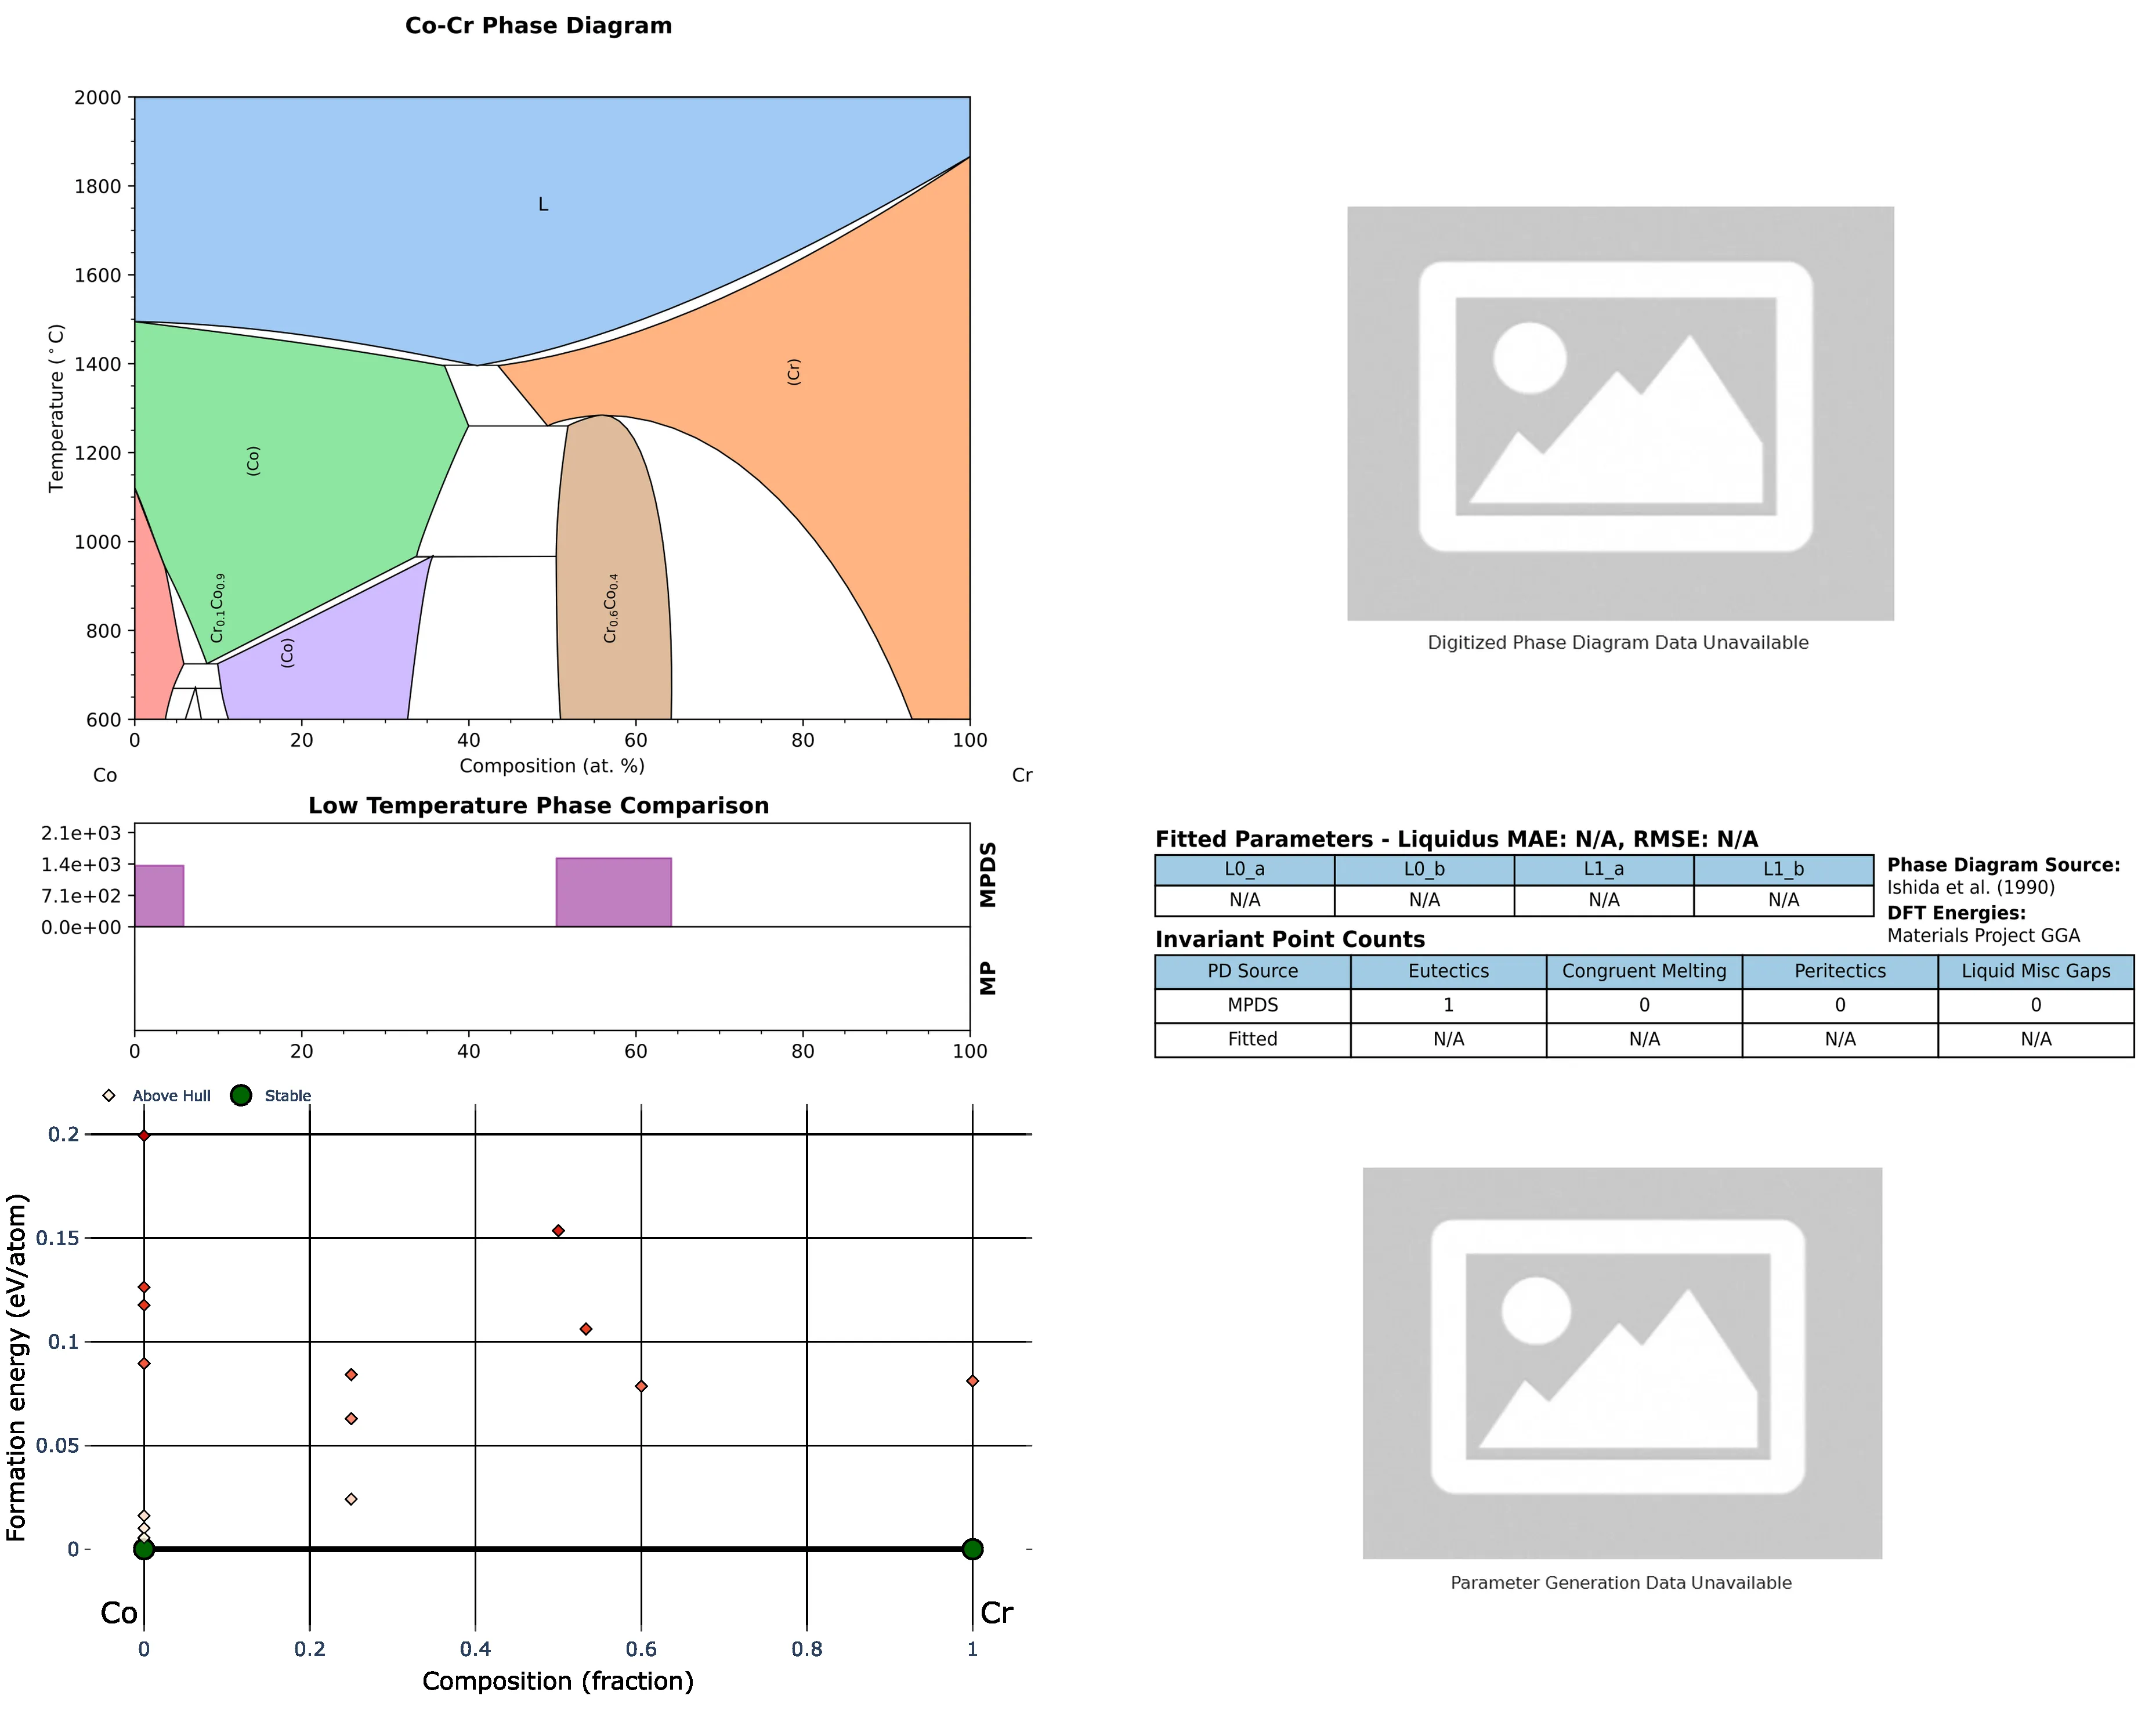 Co-Cr Phase Diagram
2000
1800
1600
1400
1200
1000
800
600
Temperature (°C)
L
(Cr)
(Co)
Cr0.1Co0.9
(Co)
Cr0.6Co0.4
0
20
40
60
80
100
Composition (at. %)
Co
Cr
Digitized Phase Diagram Data Unavailable
Low Temperature Phase Comparison
2.1e+03
1.4e+03
7.1e+02
0.0e+00
MPDS
MP
0
20
40
60
80
100
Fitted Parameters - Liquidus MAE: N/A, RMSE: N/A
L0_a L0_b L1_a L1_b
N/A N/A N/A N/A
Phase Diagram Source:
Ishida et al. (1990)
DFT Energies:
Materials Project GGA
Invariant Point Counts
PD Source Eutectics Congruent Melting Peritectics Liquid Misc Gaps
MPDS 1 0 0 0
Fitted N/A N/A N/A N/A
Above Hull Stable
0.2
0.15
0.1
0.05
0
Formation energy (eV/atom)
Co
Cr
0
0.2
0.4
0.6
0.8
1
Composition (fraction)
Parameter Generation Data Unavailable